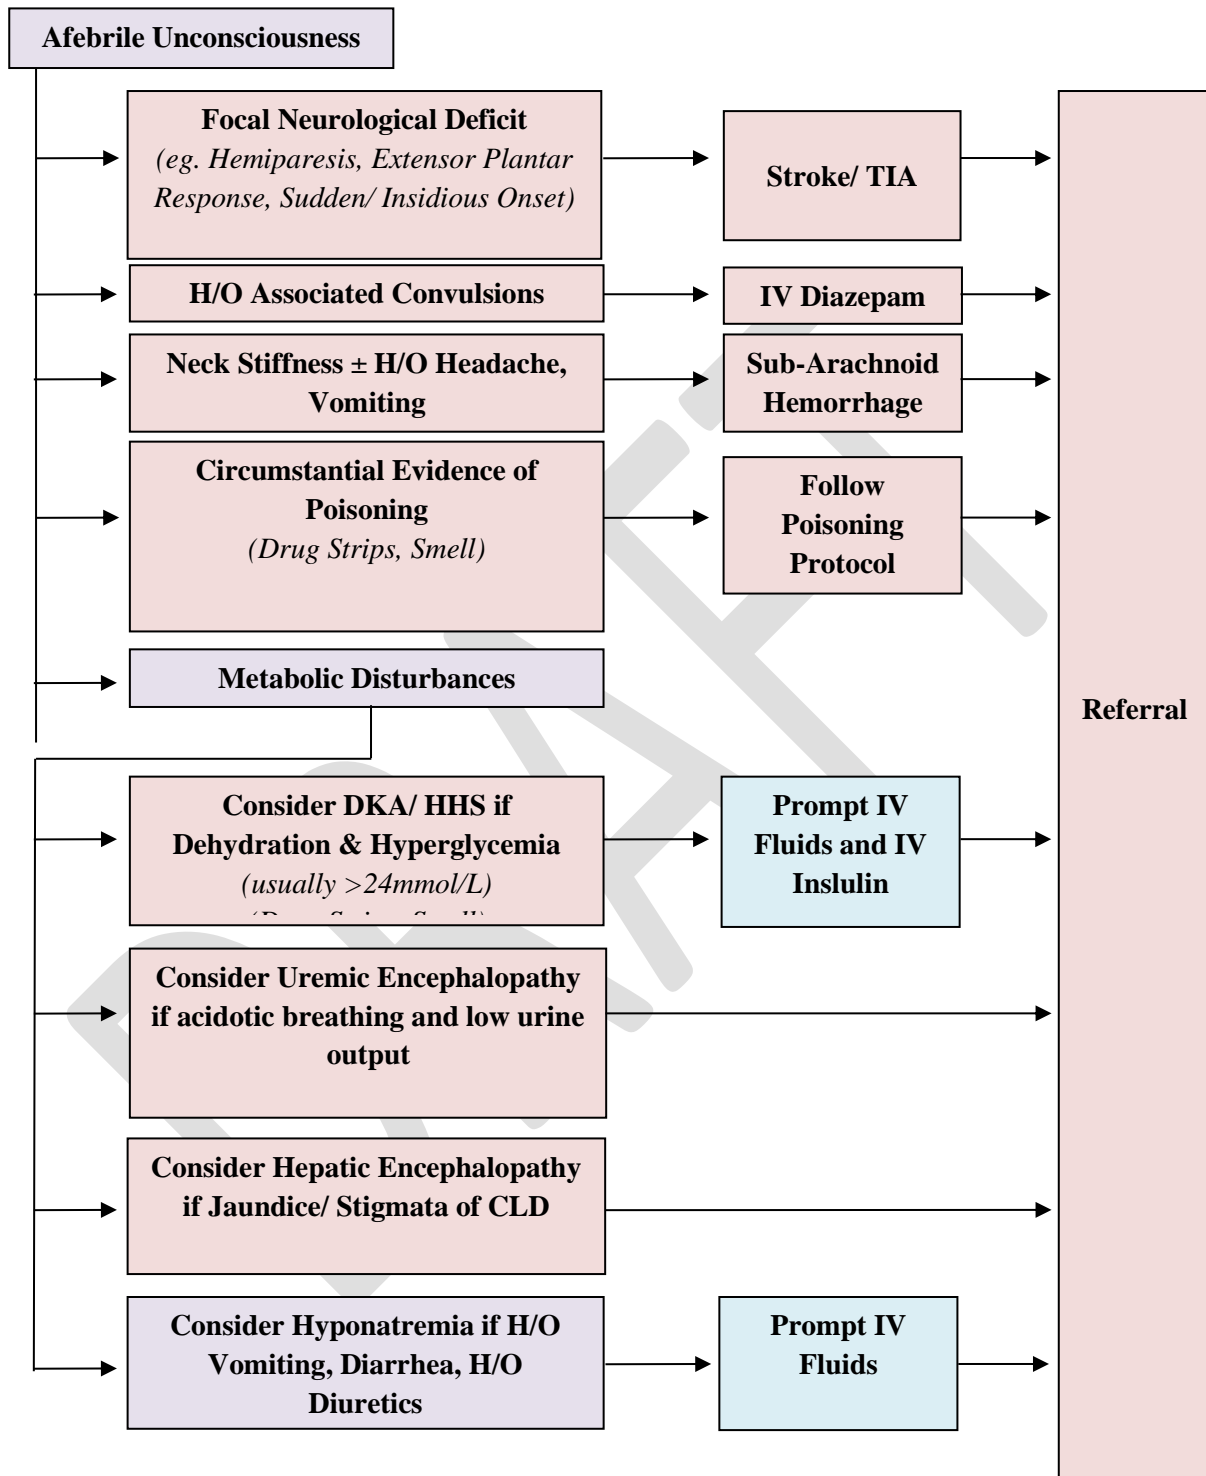 Afebrile Unconsciousness
Focal Neurological Deficit
(eg. Hemiparesis, Extensor Plantar
Response, Sudden/ Insidious Onset)
Stroke/ TIA
H/O Associated Convulsions
IV Diazepam
Neck Stiffness ± H/O Headache,
Vomiting
Sub-Arachnoid
Hemorrhage
Circumstantial Evidence of
Poisoning
(Drug Strips, Smell)
Follow
Poisoning
Protocol
Metabolic Disturbances
Referral
Consider DKA/ HHS if
Dehydration & Hyperglycemia
(usually >24mmol/L)
Prompt IV
Fluids and IV
Inslulin
Consider Uremic Encephalopathy
if acidotic breathing and low urine
output
Consider Hepatic Encephalopathy
if Jaundice/ Stigmata of CLD
Consider Hyponatremia if H/O
Vomiting, Diarrhea, H/O
Diuretics
Prompt IV
Fluids
DRAFT